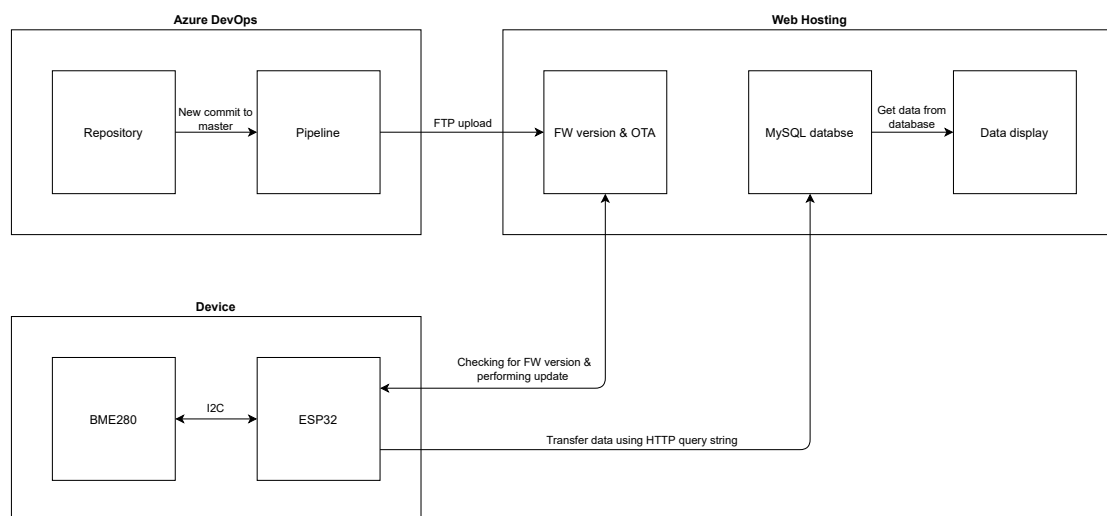 Azure DevOps
Web Hosting
Repository
New commit to
master
Pipeline
FTP upload
FW version & OTA
MySQL databse
Get data from
database
Data display
Device
BME280
I2C
ESP32
Checking for FW version &
performing update
Transfer data using HTTP query string